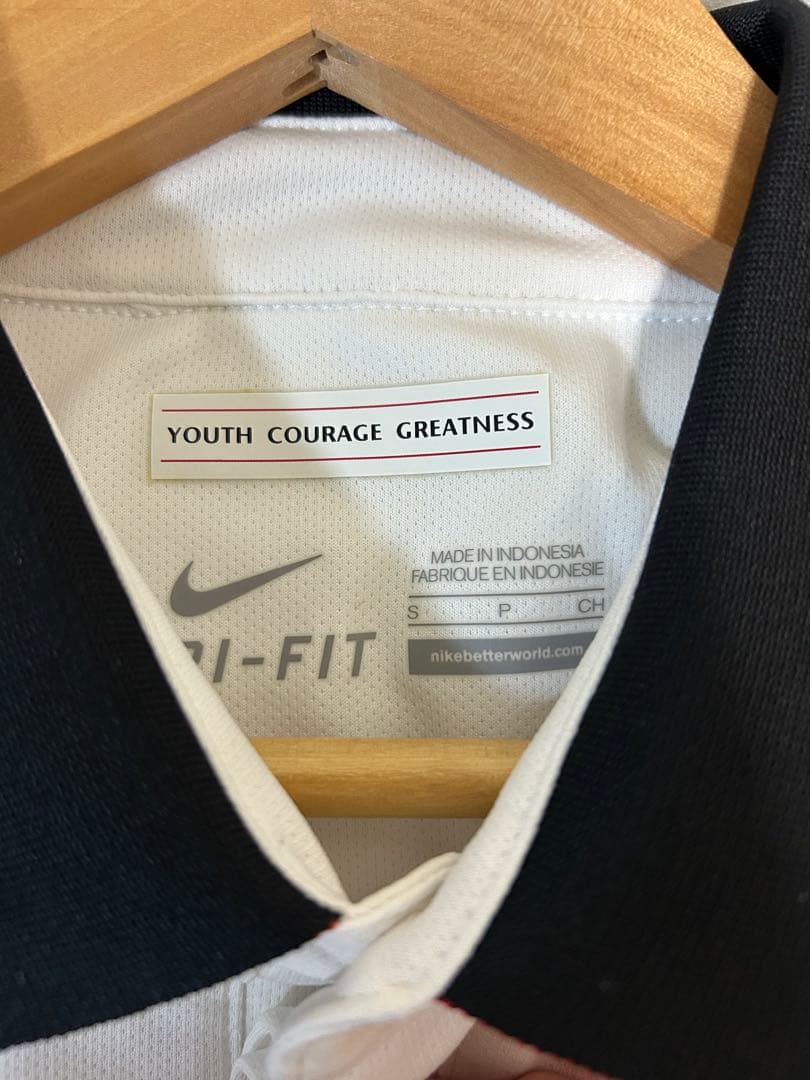 YOUTH COURAGE GREATNESS
MADE IN INDONESIA
FABRIQUE EN INDONESIE
S P CH
nikebetterworld.com
RI-FIT